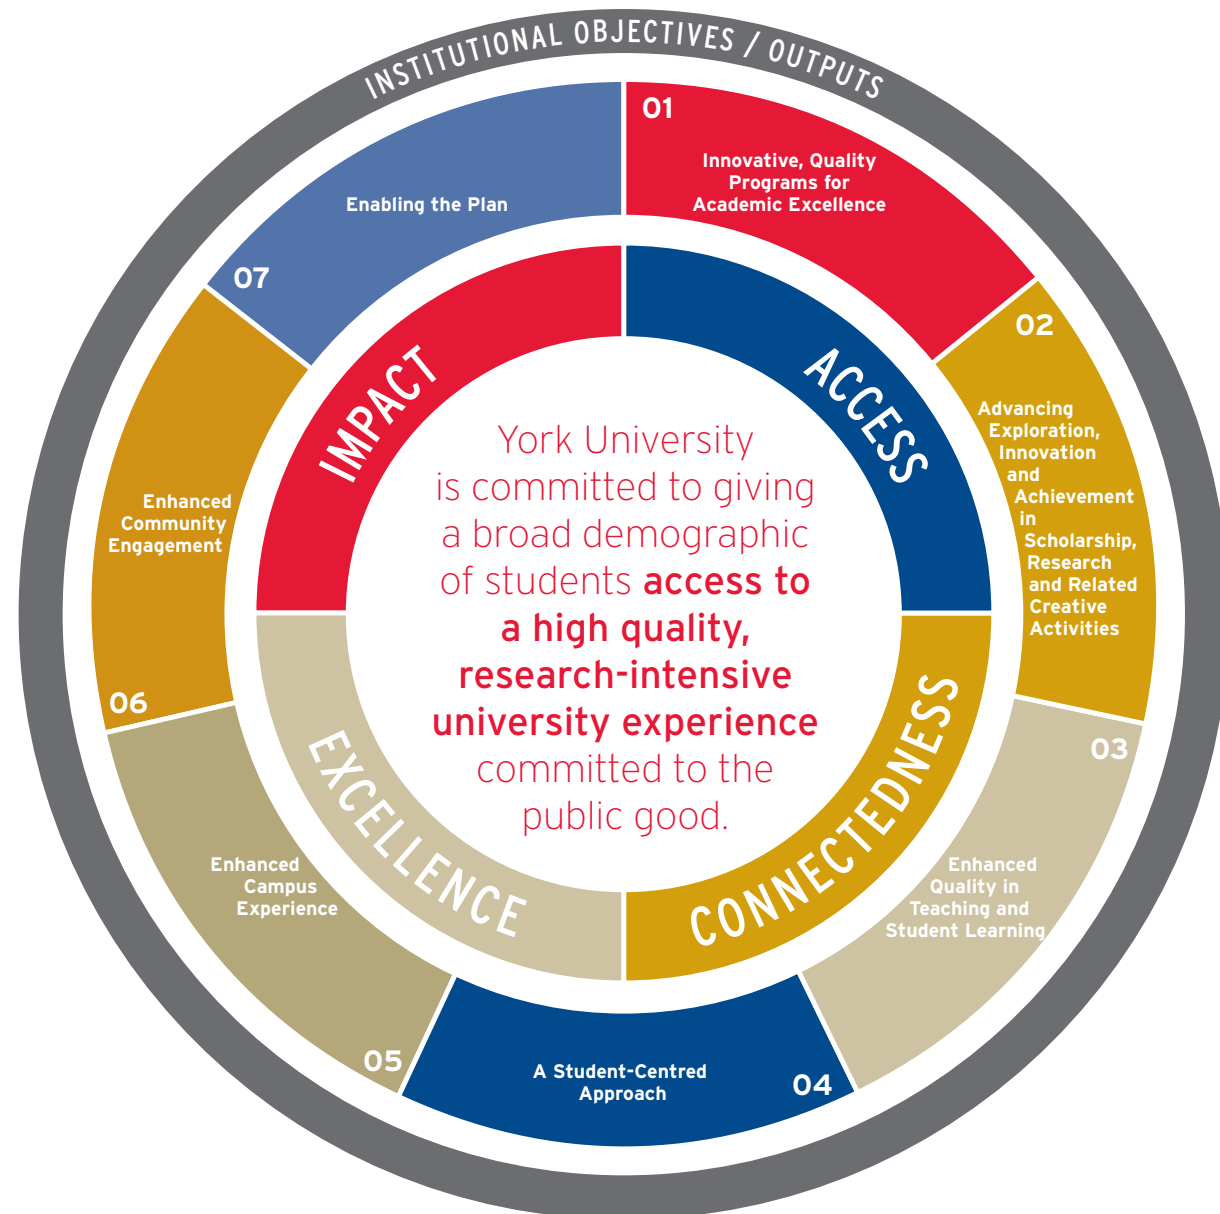 INSTITUTIONAL OBJECTIVES / OUTPUTS
01
Innovative, Quality
Programs for
Academic Excellence
02
Advancing
Exploration,
Innovation
and
Achievement
in
Scholarship,
Research
and Related
Creative
Activities
03
Enhanced
Quality in
Teaching and
Student Learning
04
A Student-Centred
Approach
05
Enhanced
Campus
Experience
06
Enhanced
Community
Engagement
07
Enabling the Plan
IMPACT
ACCESS
CONNECTEDNESS
EXCELLENCE
York University
is committed to giving
a broad demographic
of students access to
a high quality,
research-intensive
university experience
committed to the
public good.